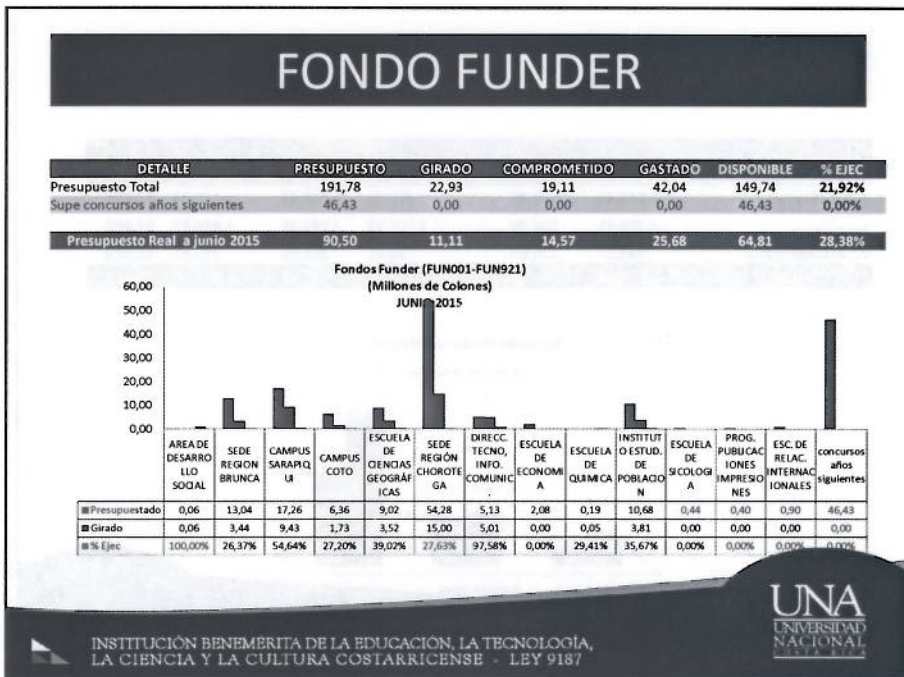 FONDO FUNDER
DETALLE PRESUPUESTO GIRADO COMPROMETIDO GASTADO DISPONIBLE % EJEC
Presupuesto Total 191,78 22,93 19,11 42,04 149,74 21,92%
Supe concursos años siguientes 46,43 0,00 0,00 0,00 46,43 0,00%
Presupuesto Real a junio 2015 90,50 11,11 14,57 25,68 64,81 28,38%
Fondos Funder (FUN001-FUN921)
(Millones de Colones)
JUNIO 2015
60,00
50,00
40,00
30,00
20,00
10,00
0,00
AREA DE DESARROLLO SOCIAL
SEDE REGION BRUNCA
CAMPUS SARAPIQUI
CAMPUS COTO
ESCUELA DE CIENCIAS GEOGRÁFICAS
SEDE REGIÓN CHOROTEGA
DIRECC. TECNO, INFO. COMUNIC.
ESCUELA DE ECONOMIA
ESCUELA DE QUIMICA
INSTITUTO ESTUD. DE POBLACION
ESCUELA DE SICOLOGIA
PROG. PUBLICACIONES IMPRESIONES
ESC. DE RELAC. INTERNACIONALES
concursos años siguientes
Presupuestado 0,06 13,04 17,26 6,36 9,02 54,28 5,13 2,08 0,19 10,68 0,44 0,40 0,90 46,43
Girado 0,06 3,44 9,43 1,73 3,52 15,00 5,01 0,00 0,05 3,81 0,00 0,00 0,00 0,00
% Ejec 100,00% 26,37% 54,64% 27,20% 39,02% 27,63% 97,58% 0,00% 29,41% 35,67% 0,00% 0,00% 0,00% 0,00%
INSTITUCIÓN BENEMÉRITA DE LA EDUCACIÓN, LA TECNOLOGÍA,
LA CIENCIA Y LA CULTURA COSTARRICENSE - LEY 9187
UNA
UNIVERSIDAD
NACIONAL
COSTA RICA